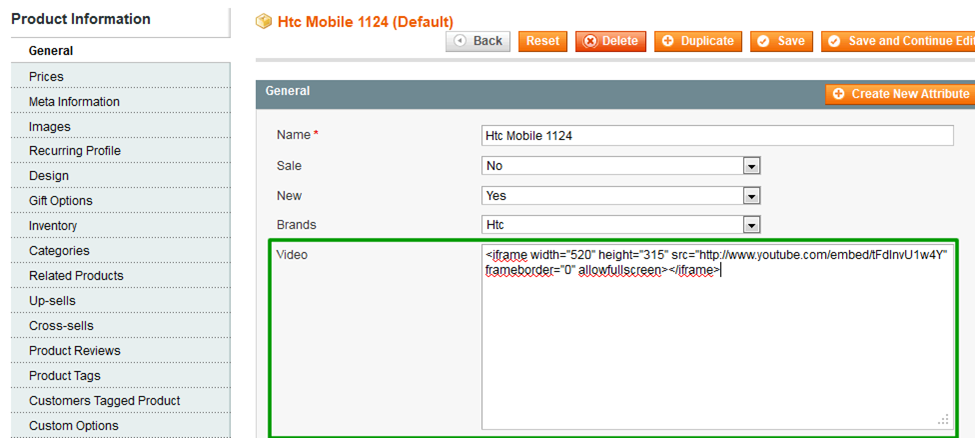 Product Information
General
Prices
Meta Information
Images
Recurring Profile
Design
Gift Options
Inventory
Categories
Related Products
Up-sells
Cross-sells
Product Reviews
Product Tags
Customers Tagged Product
Custom Options
Htc Mobile 1124 (Default)
Back Reset Delete Duplicate Save Save and Continue Edit
General
Create New Attribute
Name * Htc Mobile 1124
Sale No
New Yes
Brands Htc
Video
<iframe width="520" height="315" src="http://www.youtube.com/embed/tFdlnvU1w4Y"
frameborder="0" allowfullscreen></iframe>